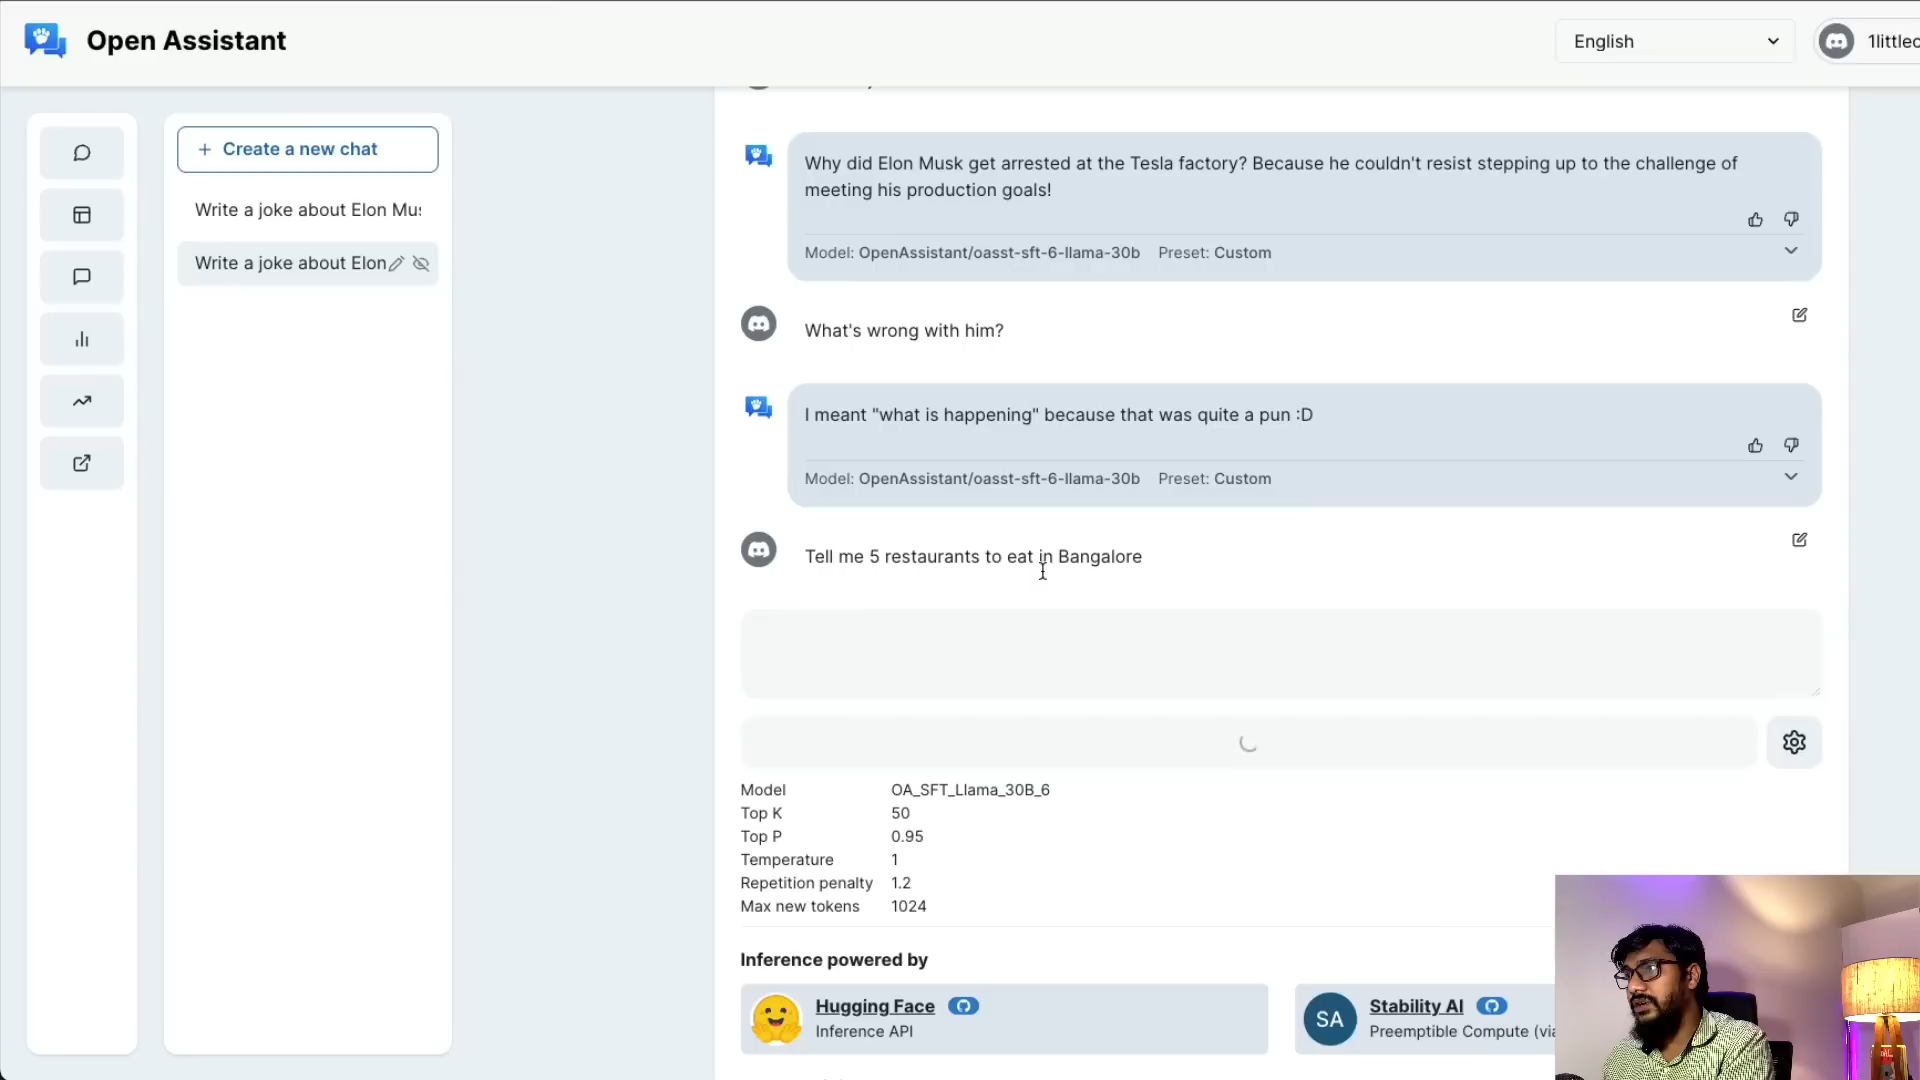 Open Assistant
English
1littlec
+ Create a new chat
Write a joke about Elon Mus
Write a joke about Elon
Why did Elon Musk get arrested at the Tesla factory? Because he couldn't resist stepping up to the challenge of
meeting his production goals!
Model: OpenAssistant/oasst-sft-6-llama-30b Preset: Custom
What's wrong with him?
I meant "what is happening" because that was quite a pun :D
Model: OpenAssistant/oasst-sft-6-llama-30b Preset: Custom
Tell me 5 restaurants to eat in Bangalore
Model OA_SFT_Llama_30B_6
Top K 50
Top P 0.95
Temperature 1
Repetition penalty 1.2
Max new tokens 1024
Inference powered by
Hugging Face
Inference API
SA
Stability AI
Preemptible Compute (via